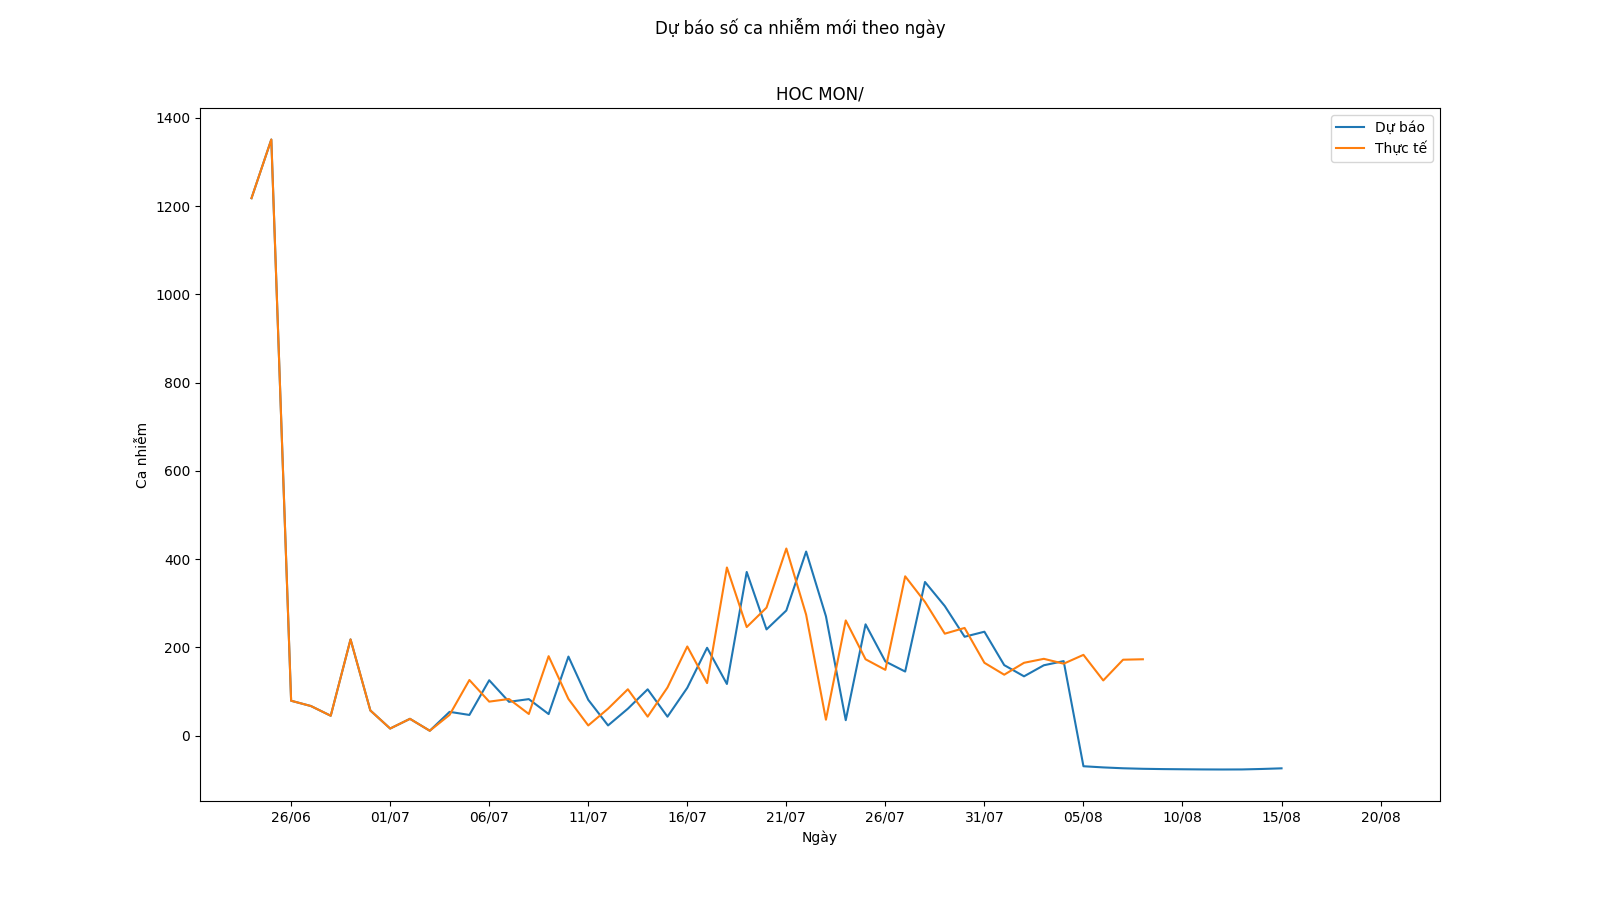 Dự báo số ca nhiễm mới theo ngày
HOC MON/
Dự báo
Thực tế
1400
1200
1000
800
600
400
200
0
Ca nhiễm
26/06 01/07 06/07 11/07 16/07 21/07 26/07 31/07 05/08 10/08 15/08 20/08
Ngày